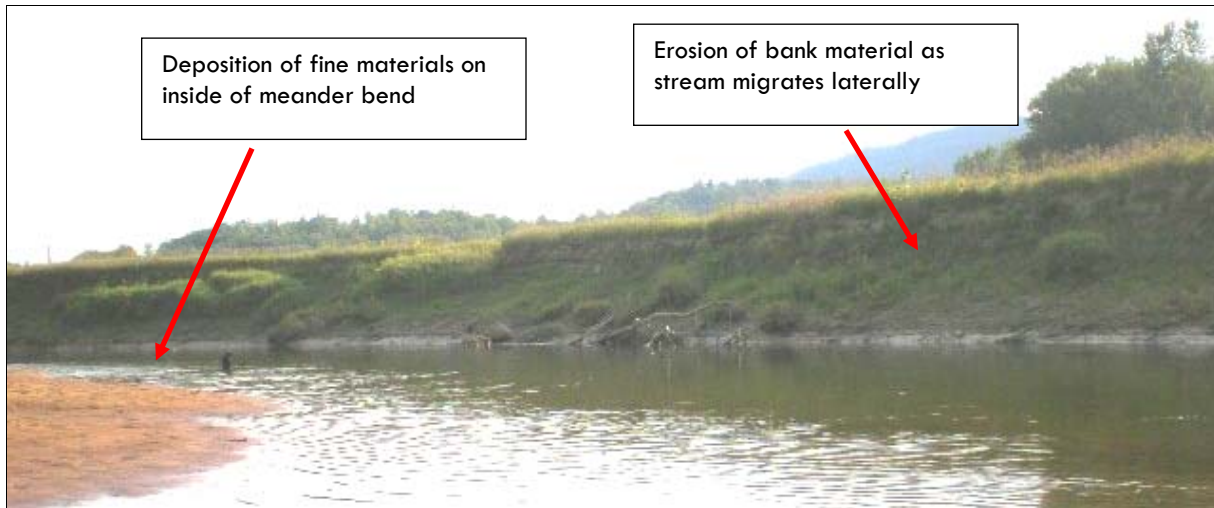 Deposition of fine materials on
inside of meander bend
Erosion of bank material as
stream migrates laterally